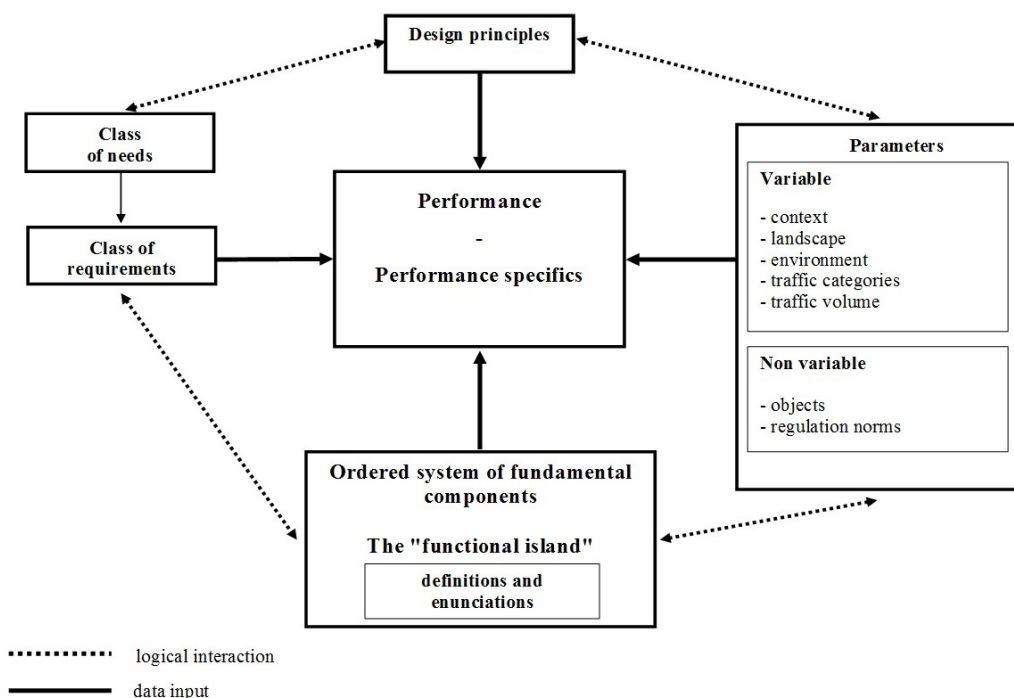 Design principles
Class
of needs
Class of
requirements
Performance
-
Performance specifics
Parameters
Variable
- context
- landscape
- environment
- traffic categories
- traffic volume
Non variable
- objects
- regulation norms
Ordered system of fundamental
components
The "functional island"
definitions and
enunciations
logical interaction
data input